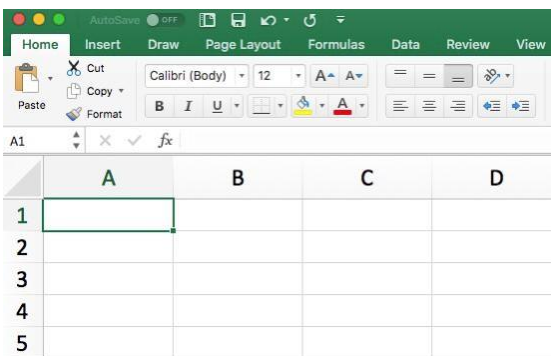 AutoSave OFF
Home Insert Draw Page Layout Formulas Data Review View
Cut
Copy
Paste
Format
Calibri (Body) 12 A A
B I U A
A1 fx
A B C D
1
2
3
4
5